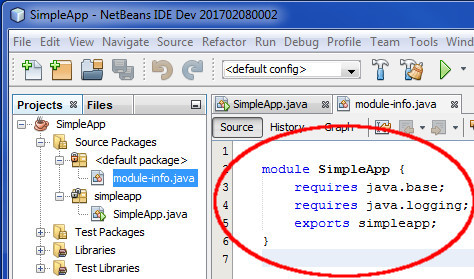 SimpleApp - NetBeans IDE Dev 201702080002
File Edit View Navigate Source Refactor Run Debug Profile Team Tools Window
<default config>
Projects Files
SimpleApp
Source Packages
<default package>
module-info.java
simpleapp
SimpleApp.java
Test Packages
Libraries
Test Libraries
SimpleApp.java module-info.java
Source History Graph
1
2 module SimpleApp {
3 requires java.base;
4 requires java.logging;
5 exports simpleapp;
6 }
7